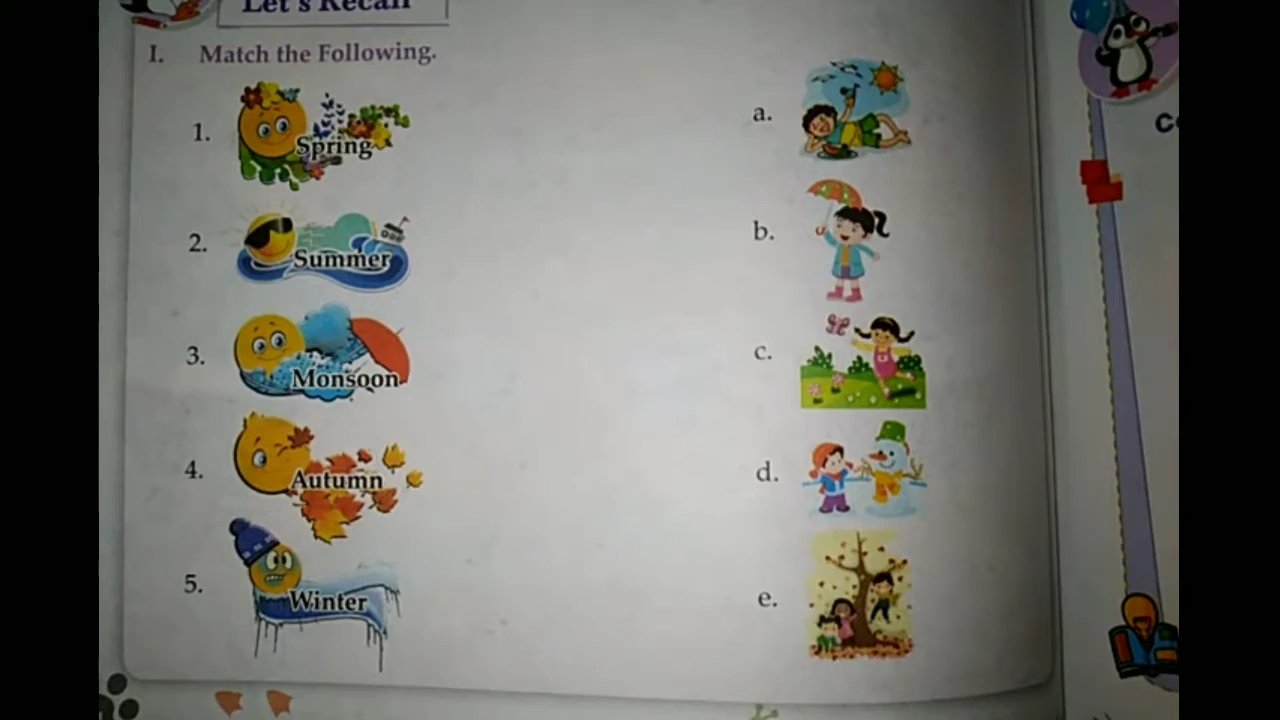 Let's Recall
I. Match the Following.
1. Spring
a.
2. Summer
b.
3. Monsoon
c.
4. Autumn
d.
5. Winter
e.